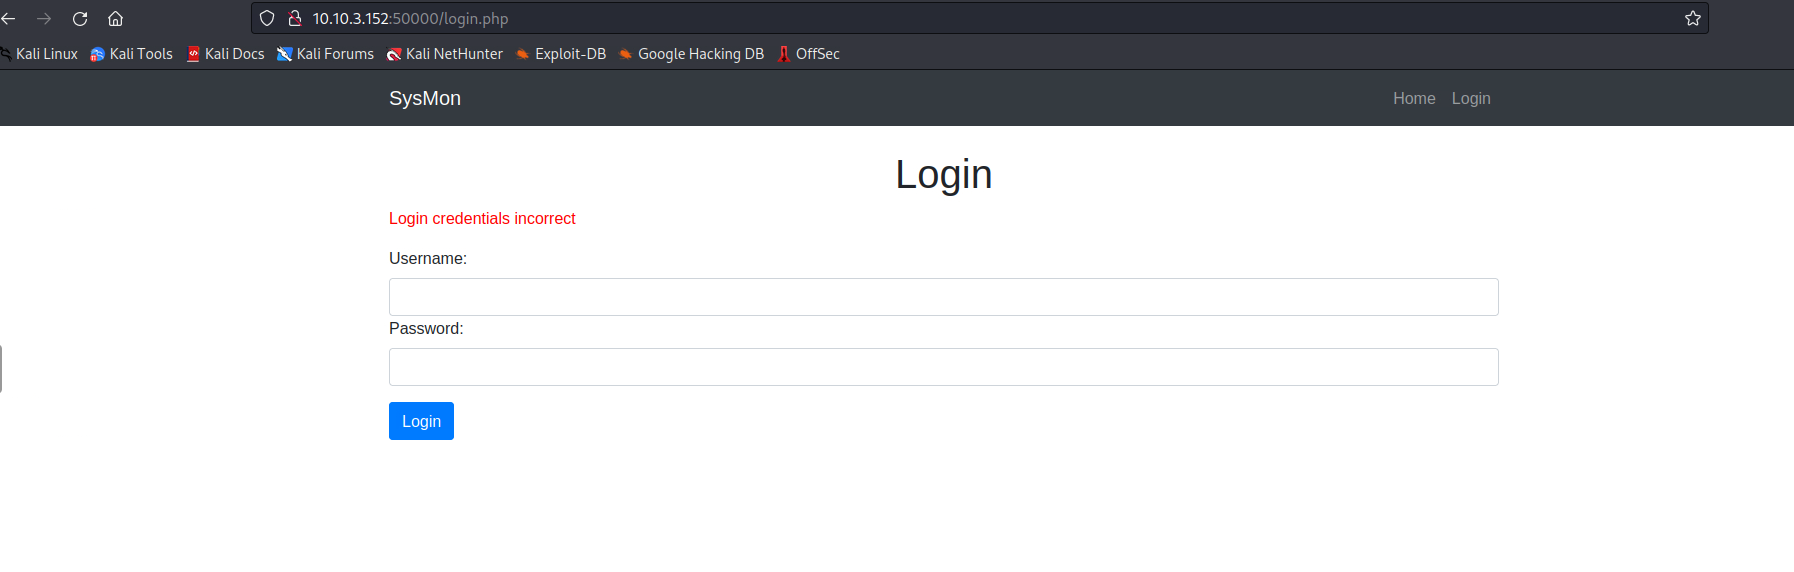 10.10.3.152:50000/login.php
Kali Linux Kali Tools Kali Docs Kali Forums Kali NetHunter Exploit-DB Google Hacking DB OffSec
SysMon Home Login
Login
Login credentials incorrect
Username:
Password:
Login